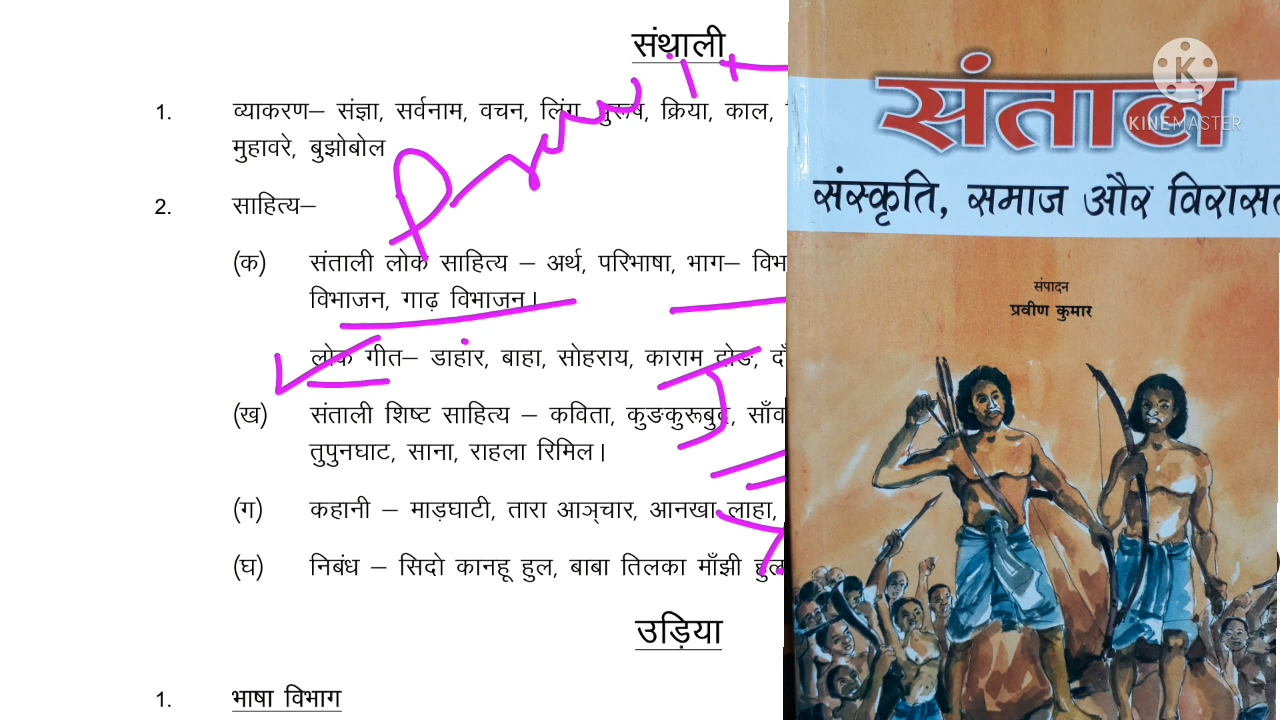 संथाली
1. व्याकरण– संज्ञा, सर्वनाम, वचन, लिंग, पुरूष, क्रिया, काल,
मुहावरे, बुझोबोल
2. साहित्य–
(क) संताली लोक साहित्य – अर्थ, परिभाषा, भाग–
विभाजन, गाढ़ विभाजन।
लोक गीत– डाहार, बाहा, सोहराय, काराम दोङ,
(ख) संताली शिष्ट साहित्य – कविता,
तुपुनघाट, साना, राहला रिमिल।
(ग) कहानी – माड़घाटी, तारा आञ्चार, आनखा लाहा,
(घ) निबंध – सिदो कानहू हुल, बाबा तिलका माँझी हुल
उड़िया
1. भाषा विभाग
संताल
KINEMASTER
संस्कृति, समाज और विरासत
संपादन
प्रवीण कुमार